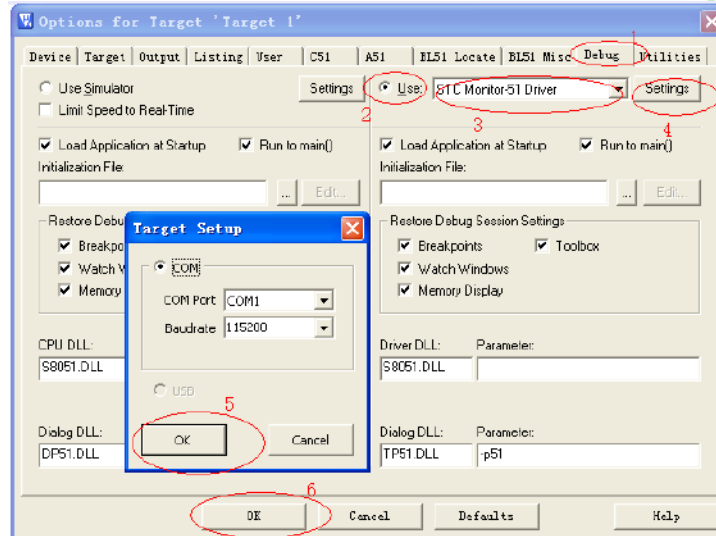 Options for Target 'Target 1'
Device Target Output Listing User C51 A51 BL51 Locate BL51 Misc Debug Utilities
1
Use Simulator Settings Use: STC Monitor-51 Driver Settings
2 3 4
Limit Speed to Real-Time
Load Application at Startup Run to main() Load Application at Startup Run to main()
Initialization File: Initialization File:
... Edit... ... Edit...
Restore Debu Restore Debug Session Settings
Breakpo Breakpoints Toolbox
Watch W Watch Windows
Memory Memory Display
Target Setup
COM
COM Port COM1
Baudrate 115200
USB
5
OK Cancel
CPU DLL: Driver DLL: Parameter:
S8051.DLL S8051.DLL
Dialog DLL: Dialog DLL: Parameter:
DP51.DLL TP51.DLL -p51
6
OK Cancel Defaults Help